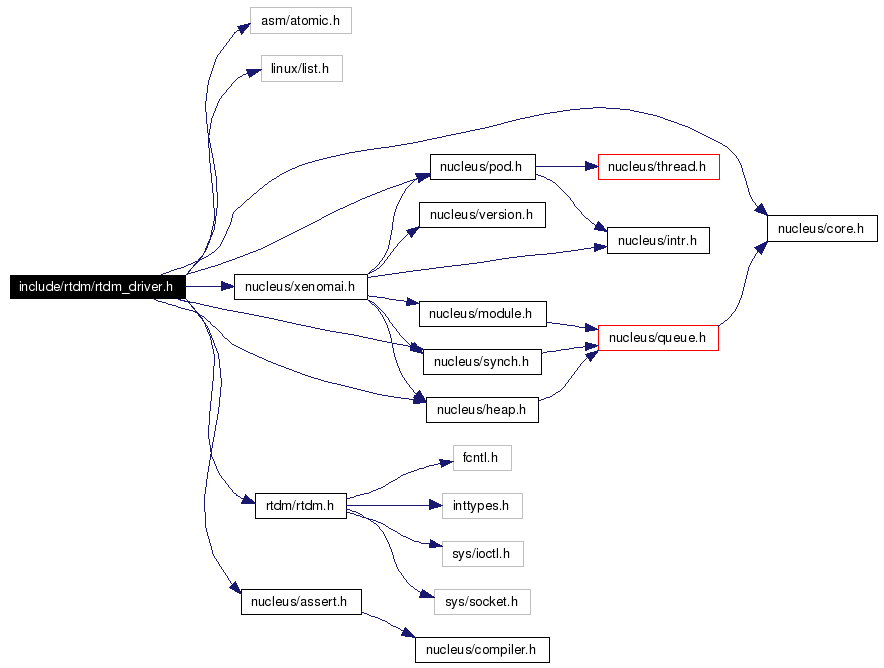 asm/atomic.h
linux/list.h
nucleus/pod.h
nucleus/thread.h
nucleus/version.h
nucleus/core.h
nucleus/intr.h
include/rtdm/rtdm_driver.h
nucleus/xenomai.h
nucleus/module.h
nucleus/queue.h
nucleus/synch.h
nucleus/heap.h
fcntl.h
rtdm/rtdm.h
inttypes.h
sys/ioctl.h
nucleus/assert.h
sys/socket.h
nucleus/compiler.h